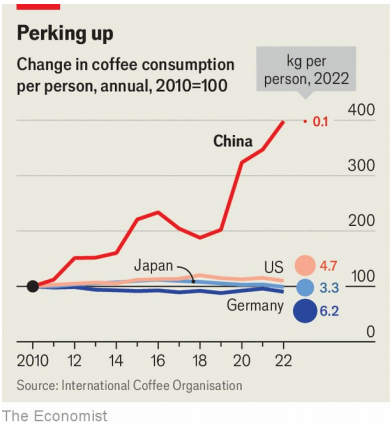 Perking up
Change in coffee consumption
per person, annual, 2010=100
kg per
person, 2022
400
0.1
China
300
200
Japan
US
4.7
100
3.3
Germany
6.2
0
2010 12 14 16 18 20 22
Source: International Coffee Organisation
The Economist